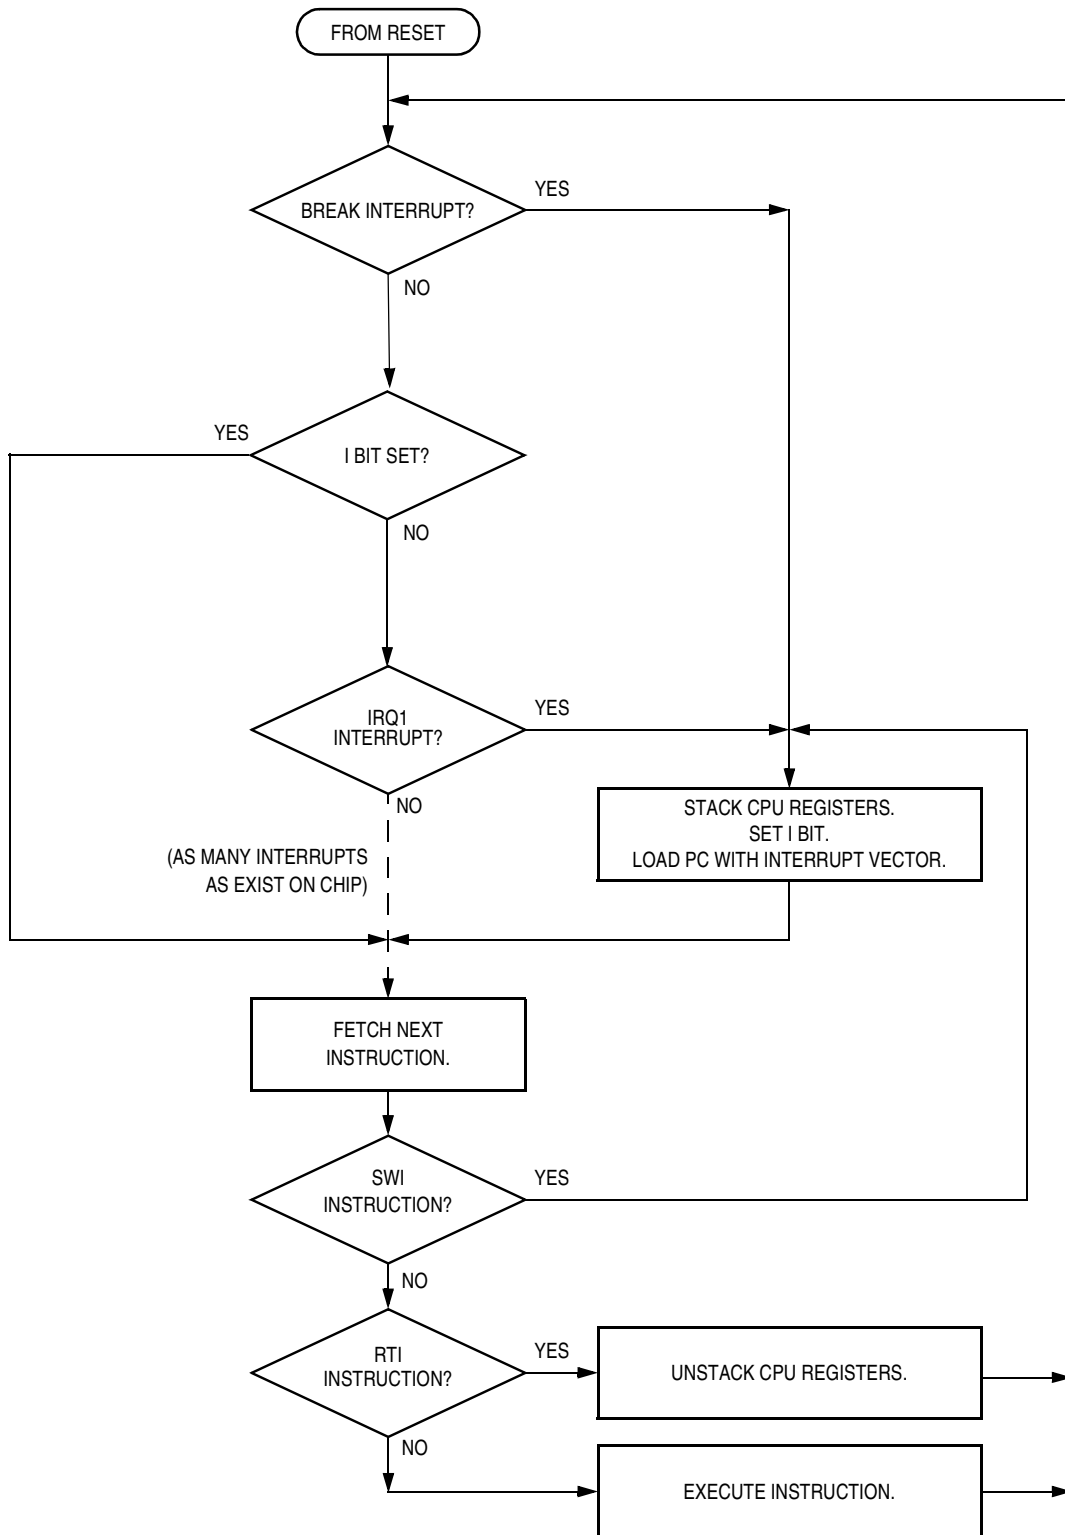 FROM RESET
BREAK INTERRUPT?
YES
NO
YES
I BIT SET?
NO
IRQ1
INTERRUPT?
YES
NO
STACK CPU REGISTERS.
SET I BIT.
LOAD PC WITH INTERRUPT VECTOR.
(AS MANY INTERRUPTS
AS EXIST ON CHIP)
FETCH NEXT
INSTRUCTION.
SWI
INSTRUCTION?
YES
NO
RTI
INSTRUCTION?
YES
UNSTACK CPU REGISTERS.
NO
EXECUTE INSTRUCTION.